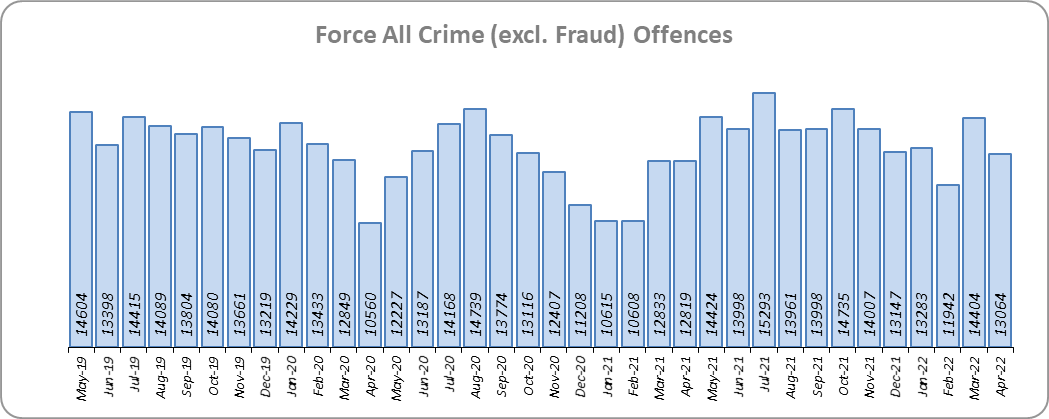 Force All Crime (excl. Fraud) Offences
14604 13398 14415 14089 13804 14080 13661 13219 14229 13433 12849 10560 12227 13187 14168 14739 13774 13116 12407 11208 10615 10608 12833 12819 14424 13998 15293 13961 13998 14735 14007 13147 13283 11942 14404 13064
May-19 Jun-19 Jul-19 Aug-19 Sep-19 Oct-19 Nov-19 Dec-19 Jan-20 Feb-20 Mar-20 Apr-20 May-20 Jun-20 Jul-20 Aug-20 Sep-20 Oct-20 Nov-20 Dec-20 Jan-21 Feb-21 Mar-21 Apr-21 May-21 Jun-21 Jul-21 Aug-21 Sep-21 Oct-21 Nov-21 Dec-21 Jan-22 Feb-22 Mar-22 Apr-22